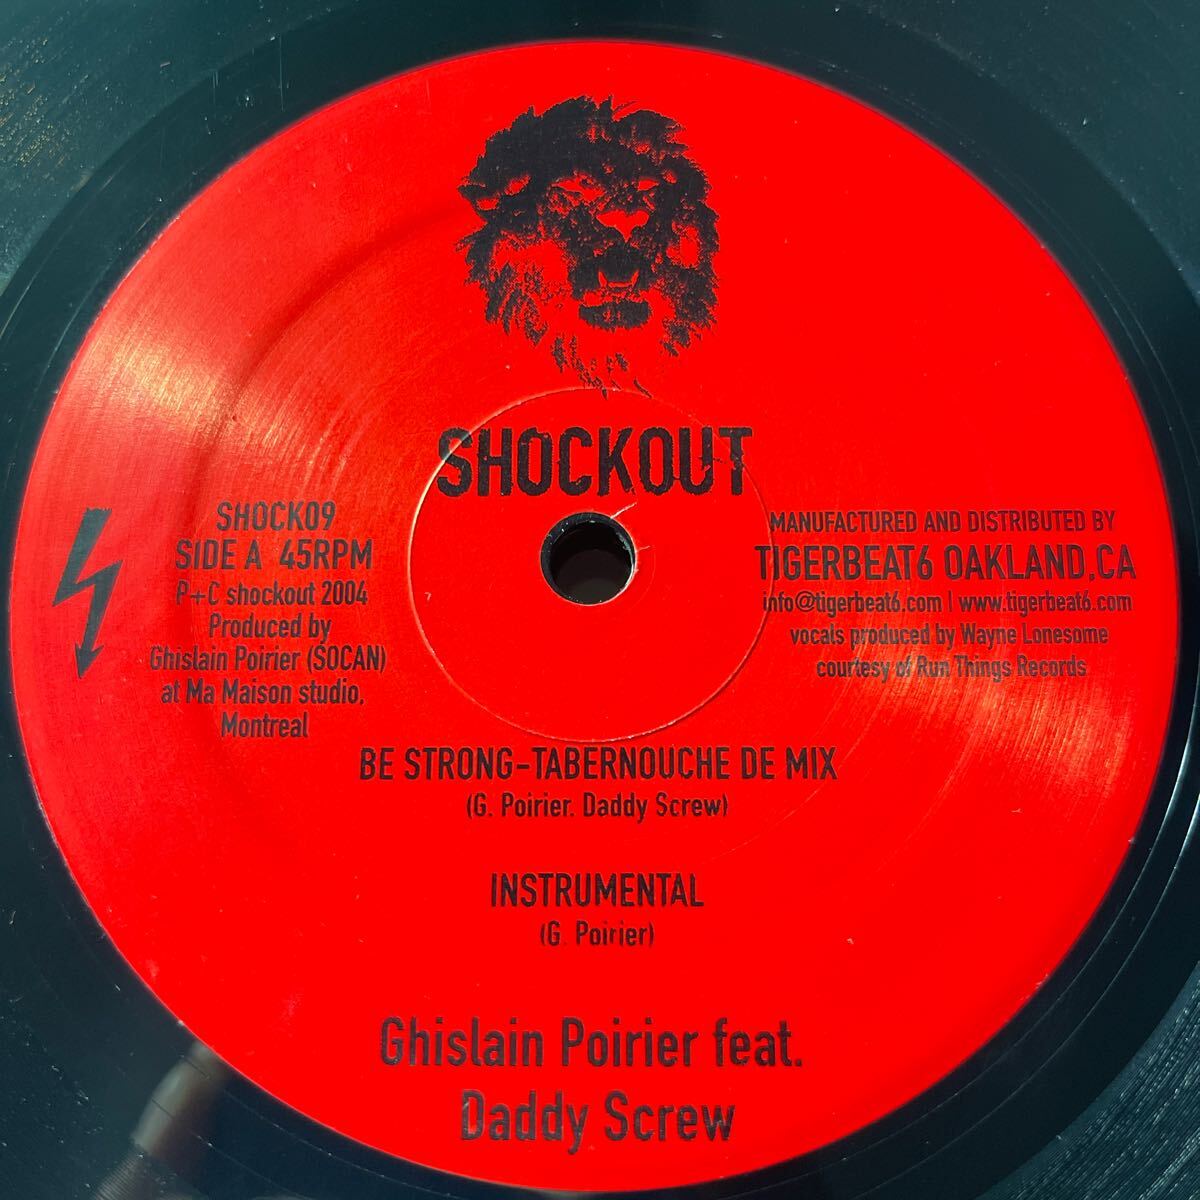 SHOCKOUT
SHOCK09
SIDE A 45RPM
P+C shockout 2004
Produced by
Ghislain Poirier (SOCAN)
at Ma Maison studio,
Montreal
MANUFACTURED AND DISTRIBUTED BY
TIGERBEAT6 OAKLAND,CA
info@tigerbeat6.com | www.tigerbeat6.com
vocals produced by Wayne Lonesome
courtesy of Run Things Records
BE STRONG-TABERNOUCHE DE MIX
(G. Poirier. Daddy Screw)
INSTRUMENTAL
(G. Poirier)
Ghislain Poirier feat.
Daddy Screw